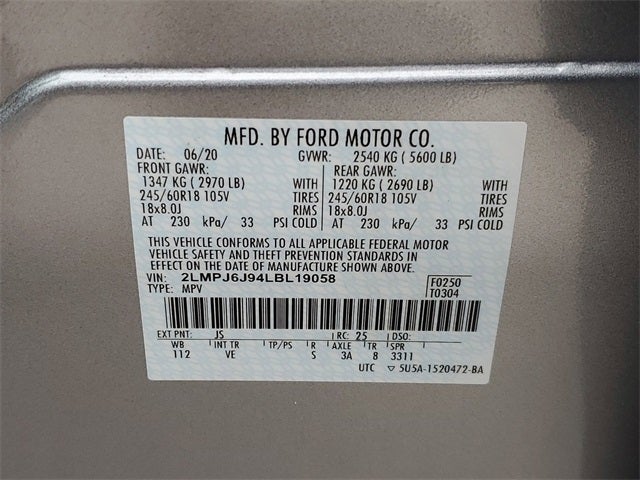 MFD. BY FORD MOTOR CO.
DATE: 06/20 GVWR: 2540 KG ( 5600 LB)
FRONT GAWR: REAR GAWR:
1347 KG ( 2970 LB) WITH 1220 KG ( 2690 LB) WITH
245/60R18 105V TIRES 245/60R18 105V TIRES
18x8.0J RIMS 18x8.0J RIMS
AT 230 kPa/ 33 PSI COLD AT 230 kPa/ 33 PSI COLD
THIS VEHICLE CONFORMS TO ALL APPLICABLE FEDERAL MOTOR
VEHICLE SAFETY AND THEFT PREVENTION STANDARDS IN
EFFECT ON THE DATE OF MANUFACTURE SHOWN ABOVE.
VIN: 2LMPJ6J94LBL19058 F0250
TYPE: MPV T0304
EXT PNT: JS RC: 25 DSO:
WB INT TR TP/PS R AXLE TR SPR
112 VE S 3A 8 3311
UTC ▽ 5U5A-1520472-BA